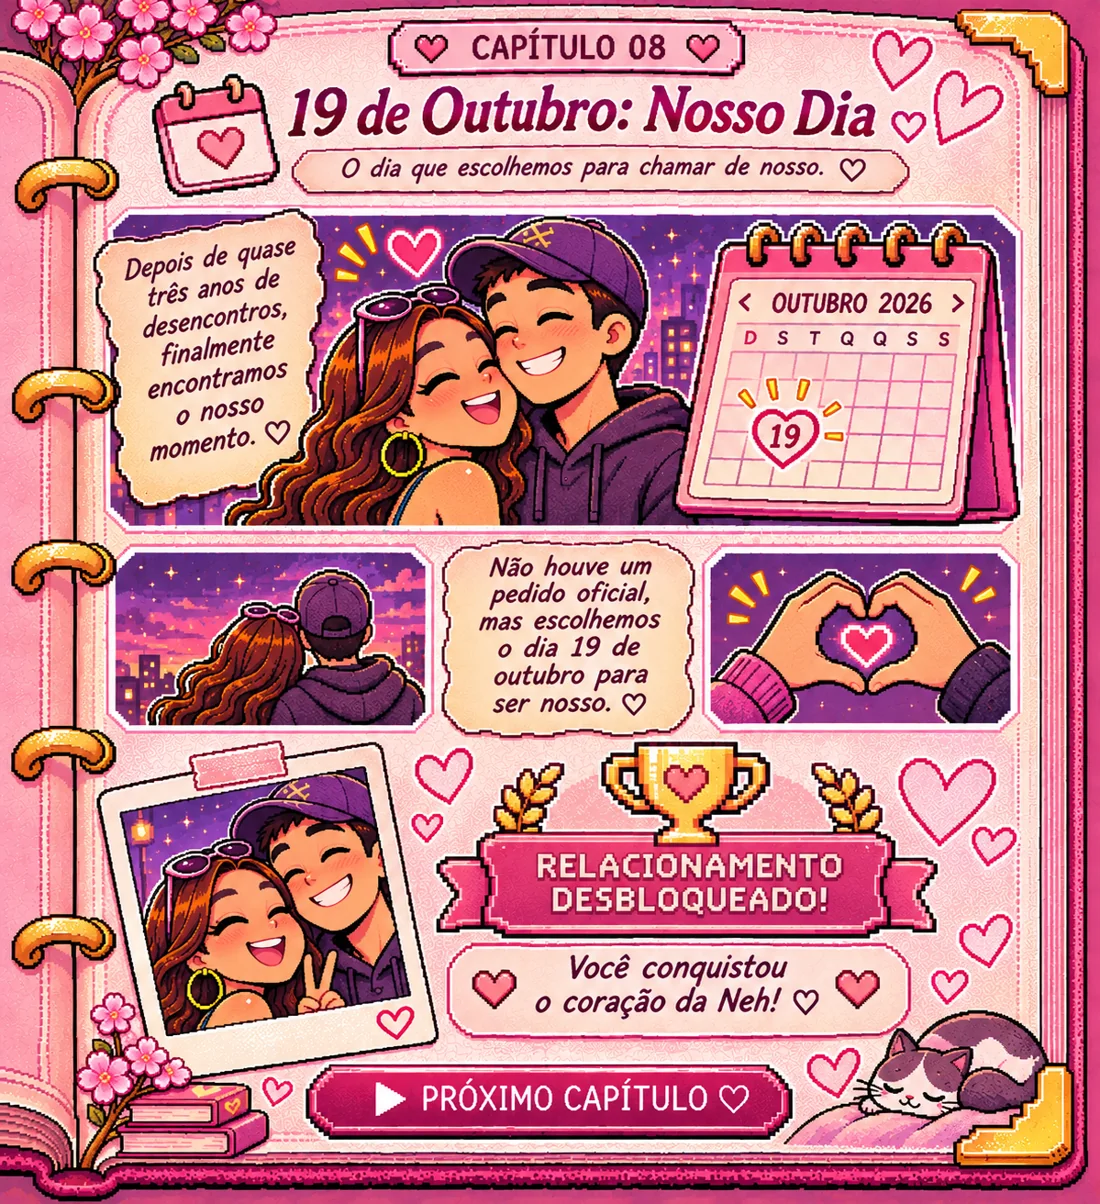 CAPÍTULO 08
19 de Outubro: Nosso Dia
O dia que escolhemos para chamar de nosso. ♡
Depois de quase
três anos de
desencontros,
finalmente
encontramos
o nosso
momento. ♡
< OUTUBRO 2026 >
D S T Q Q S S
19
Não houve um
pedido oficial,
mas escolhemos
o dia 19 de
outubro para
ser nosso. ♡
RELACIONAMENTO
DESBLOQUEADO!
Você conquistou
o coração da Neh! ♡
▶ PRÓXIMO CAPÍTULO ♡